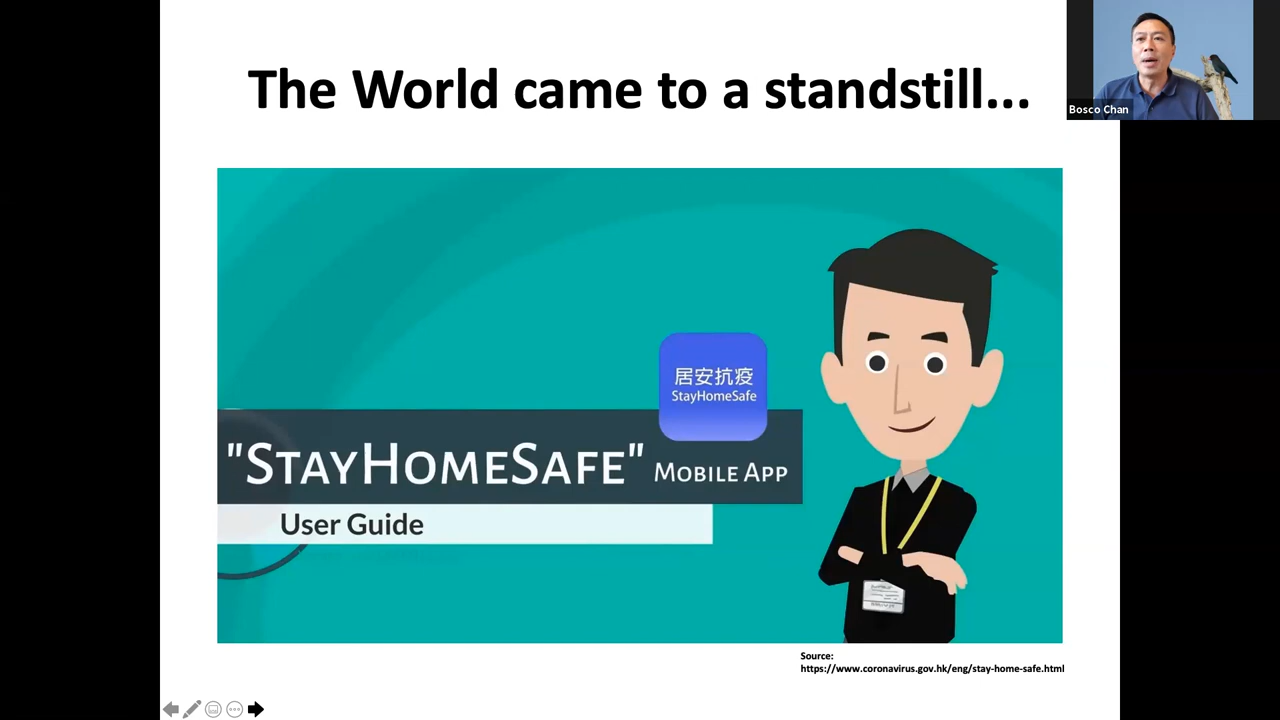 The World came to a standstill...
Bosco Chan
居安抗疫
StayHomeSafe
"STAYHOMESAFE" MOBILE APP
User Guide
Source:
https://www.coronavirus.gov.hk/eng/stay-home-safe.html